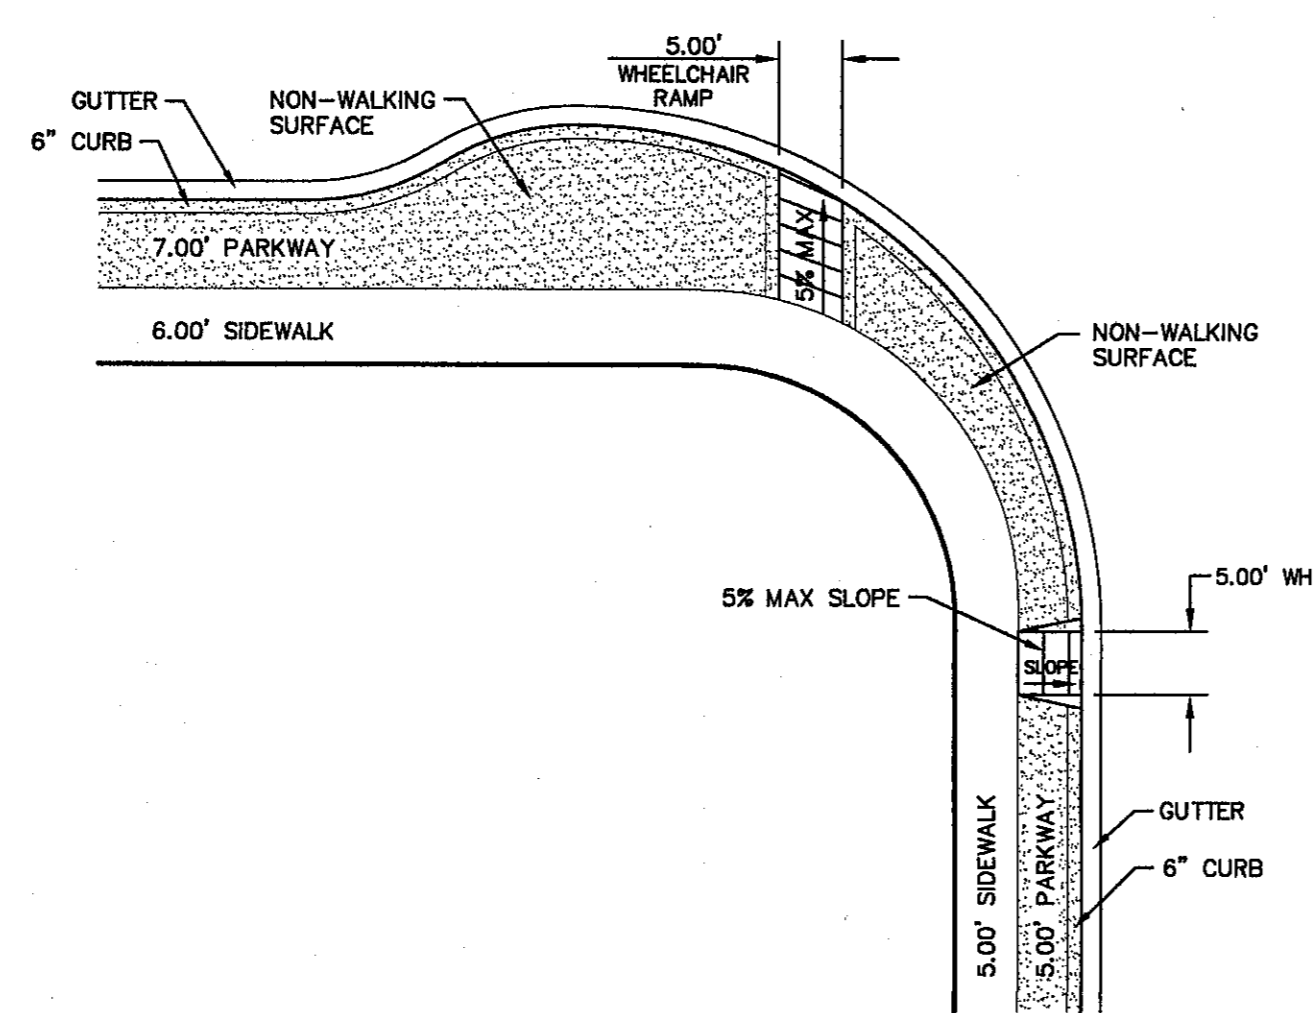 5.00'
WHEELCHAIR
RAMP
GUTTER
NON-WALKING
SURFACE
6" CURB
7.00' PARKWAY
5% MAX
6.00' SIDEWALK
NON-WALKING
SURFACE
5% MAX SLOPE
5.00' WH
SLOPE
5.00' SIDEWALK
5.00' PARKWAY
GUTTER
6" CURB